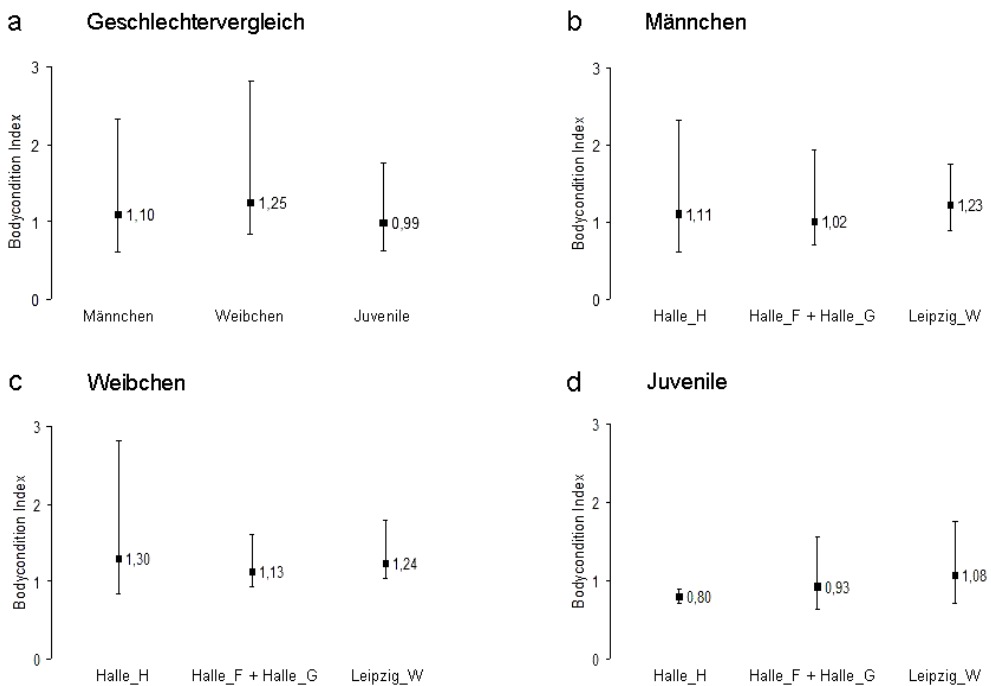 a Geschlechtervergleich
Bodycondition Index
3
2
1
0
1,10
1,25
0,99
Männchen Weibchen Juvenile
b Männchen
Bodycondition Index
3
2
1
0
1,11
1,02
1,23
Halle_H Halle_F + Halle_G Leipzig_W
c Weibchen
Bodycondition Index
3
2
1
0
1,30
1,13
1,24
Halle_H Halle_F + Halle_G Leipzig_W
d Juvenile
Bodycondition Index
3
2
1
0
0,80
0,93
1,08
Halle_H Halle_F + Halle_G Leipzig_W